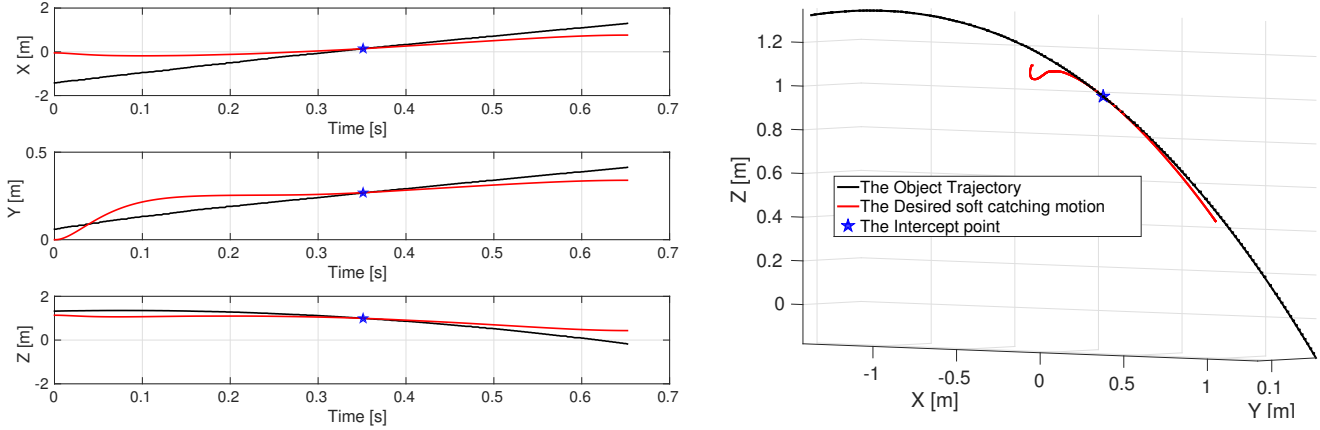 2
0
-2
X [m]
0 0.1 0.2 0.3 0.4 0.5 0.6 0.7
Time [s]
0.5
0
Y [m]
0 0.1 0.2 0.3 0.4 0.5 0.6 0.7
Time [s]
2
0
-2
Z [m]
0 0.1 0.2 0.3 0.4 0.5 0.6 0.7
Time [s]
1.2
1
0.8
0.6
0.4
0.2
0
Z [m]
The Object Trajectory
The Desired soft catching motion
The Intercept point
-1 -0.5 0 0.5 1 0.1
X [m]
Y [m]